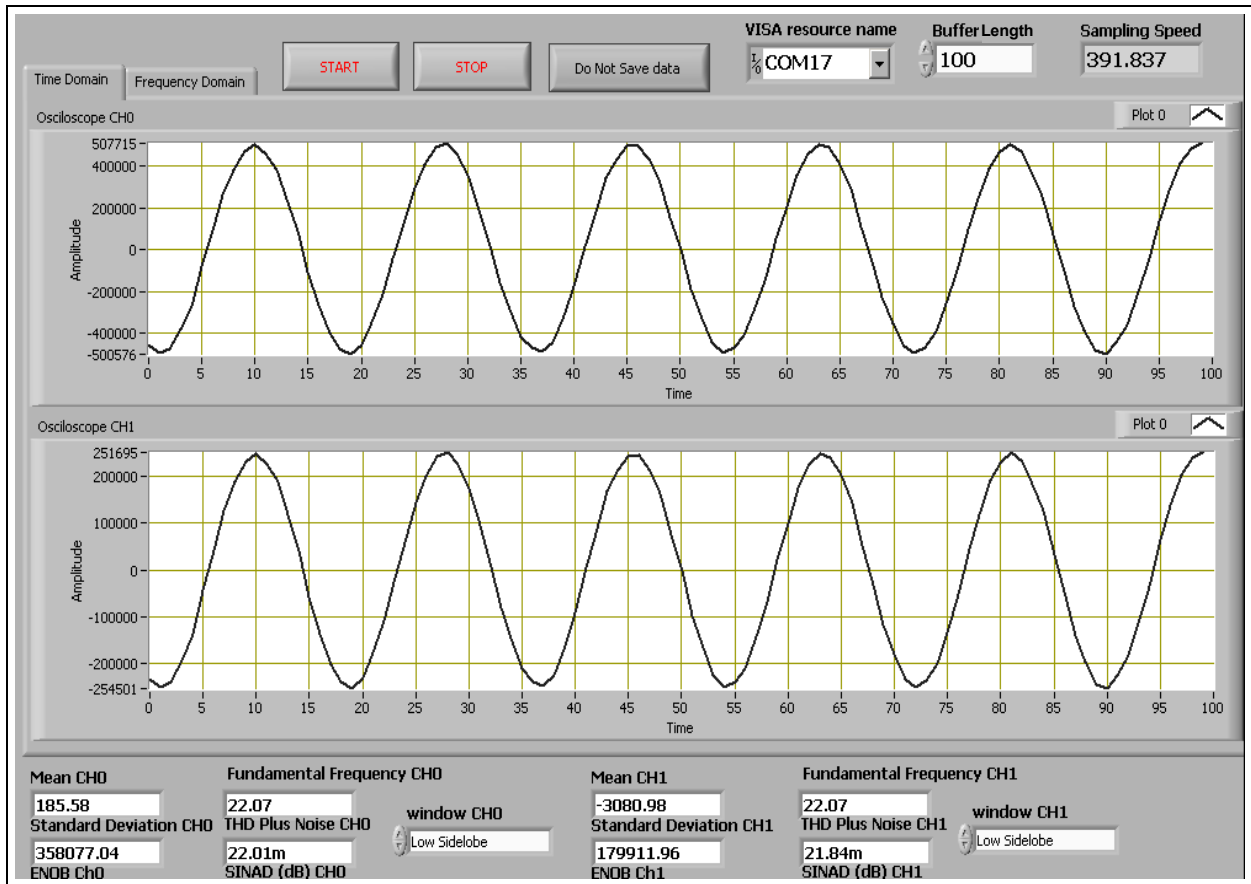 VISA resource name Buffer Length Sampling Speed
START STOP Do Not Save data I/O COM17 100 391.837
Time Domain Frequency Domain
Osciloscope CH0 Plot 0
507715
400000
200000
0
-200000
-400000
-500576
Amplitude
0 5 10 15 20 25 30 35 40 45 50 55 60 65 70 75 80 85 90 95 100
Time
Osciloscope CH1 Plot 0
251695
200000
100000
0
-100000
-200000
-254501
Amplitude
0 5 10 15 20 25 30 35 40 45 50 55 60 65 70 75 80 85 90 95 100
Time
Mean CH0 Fundamental Frequency CH0 Mean CH1 Fundamental Frequency CH1
185.58 22.07 window CH0 -3080.98 22.07 window CH1
Standard Deviation CH0 THD Plus Noise CH0 Low Sidelobe Standard Deviation CH1 THD Plus Noise CH1 Low Sidelobe
358077.04 22.01m 179911.96 21.84m
ENOB Ch0 SINAD (dB) CH0 ENOB Ch1 SINAD (dB) CH1